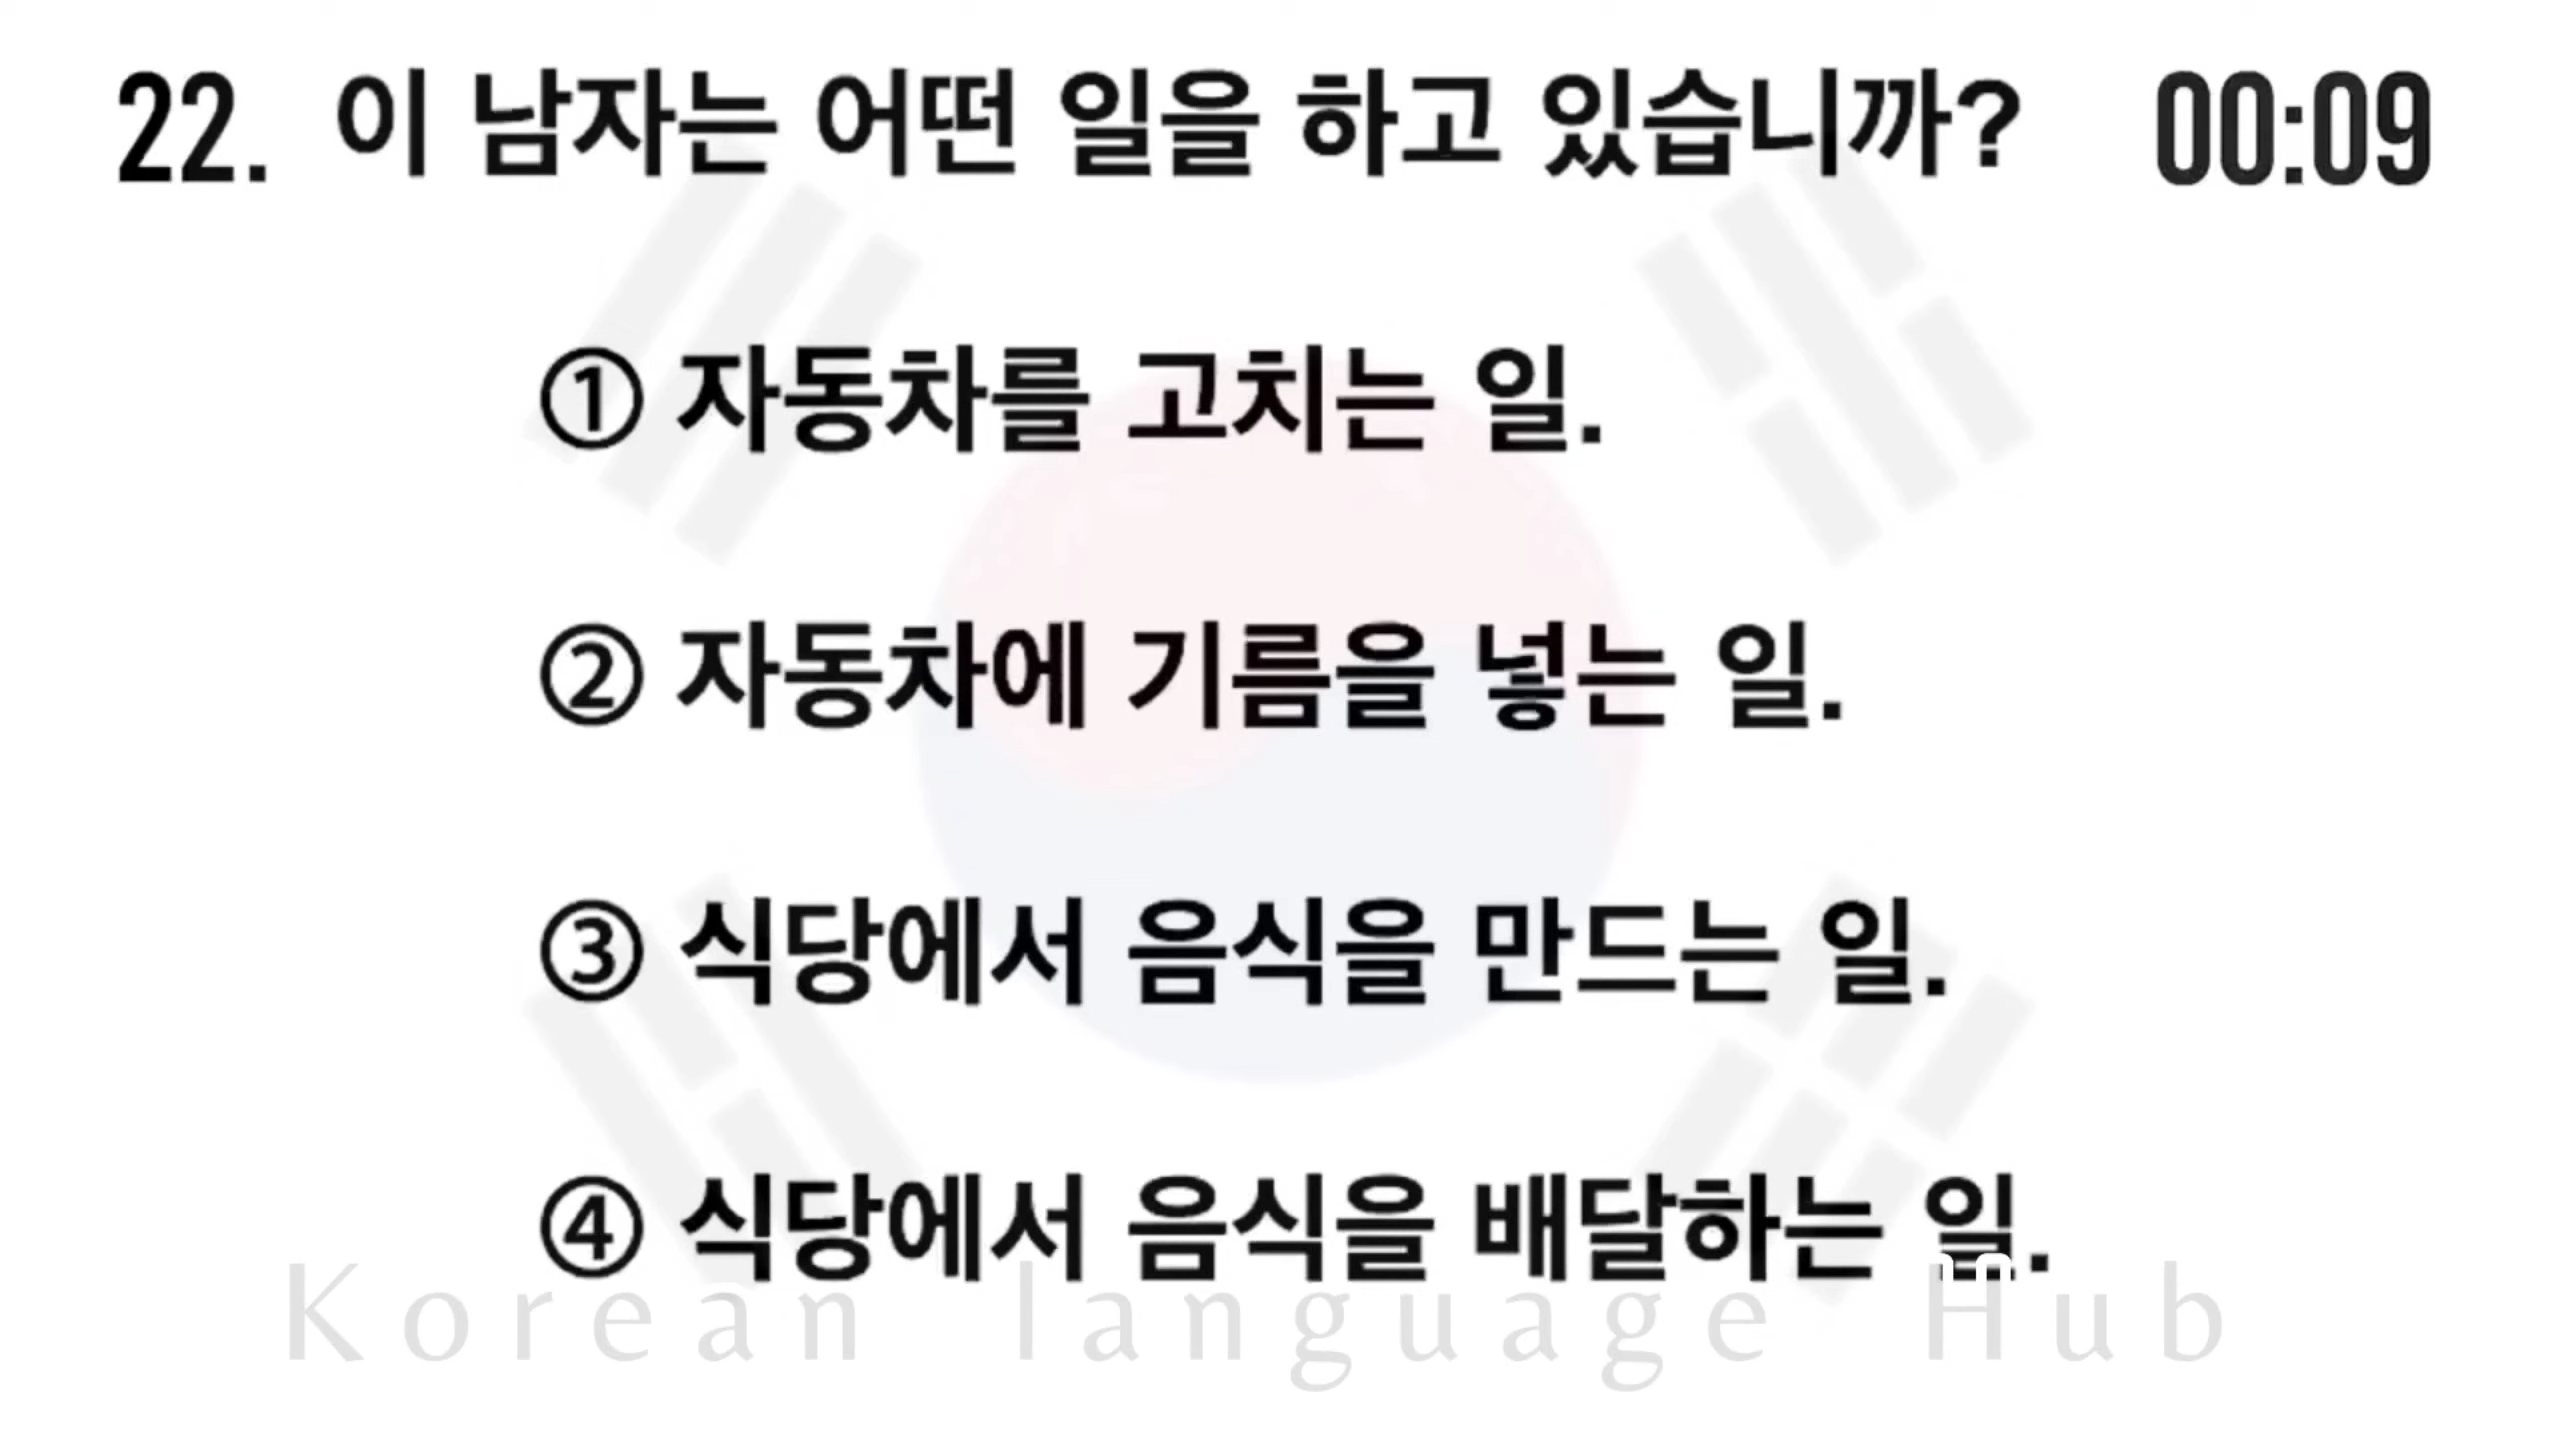 22. 이 남자는 어떤 일을 하고 있습니까? 00:09
① 자동차를 고치는 일.
② 자동차에 기름을 넣는 일.
③ 식당에서 음식을 만드는 일.
④ 식당에서 음식을 배달하는 일.
Korean language Hub